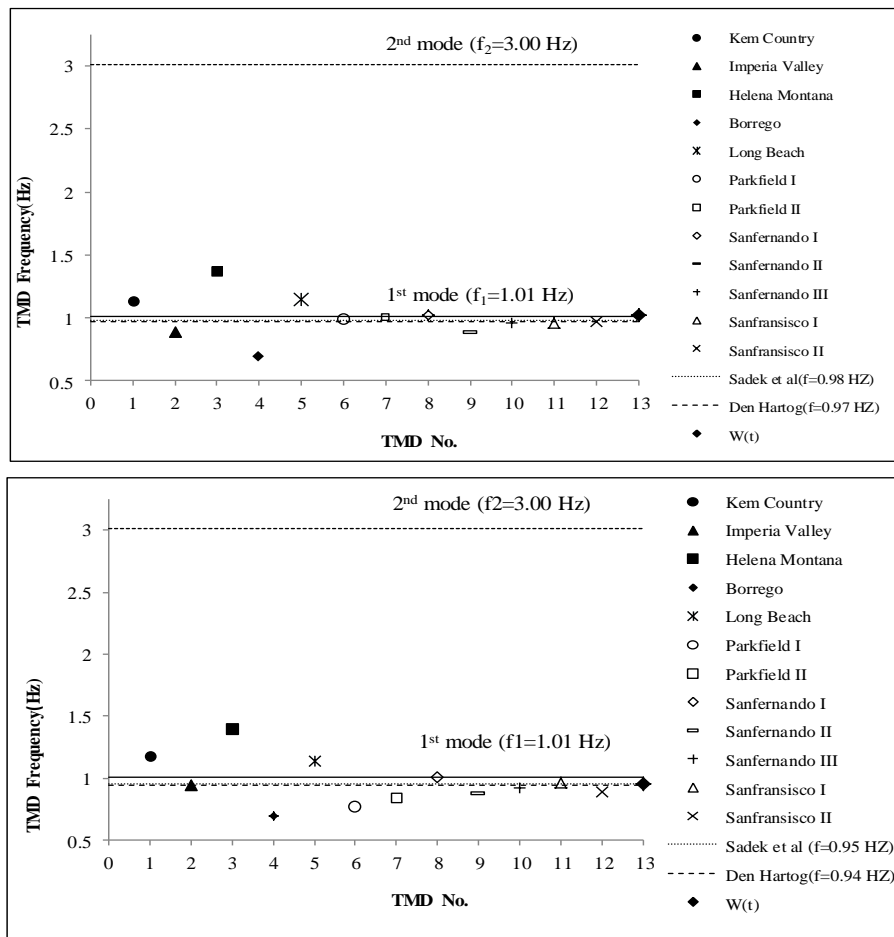 2nd mode (f2=3.00 Hz)
1st mode (f1=1.01 Hz)
TMD Frequency(Hz)
3
2.5
2
1.5
1
0.5
0 1 2 3 4 5 6 7 8 9 10 11 12 13
TMD No.
Kem Country
Imperia Valley
Helena Montana
Borrego
Long Beach
Parkfield I
Parkfield II
Sanfernando I
Sanfernando II
Sanfernando III
Sanfransisco I
Sanfransisco II
Sadek et al(f=0.98 HZ)
Den Hartog(f=0.97 HZ)
W(t)
2nd mode (f2=3.00 Hz)
1st mode (f1=1.01 Hz)
TMD Frequency(Hz)
3
2.5
2
1.5
1
0.5
0 1 2 3 4 5 6 7 8 9 10 11 12 13
TMD No.
Kem Country
Imperia Valley
Helena Montana
Borrego
Long Beach
Parkfield I
Parkfield II
Sanfernando I
Sanfernando II
Sanfernando III
Sanfransisco I
Sanfransisco II
Sadek et al (f=0.95 HZ)
Den Hartog(f=0.94 HZ)
W(t)